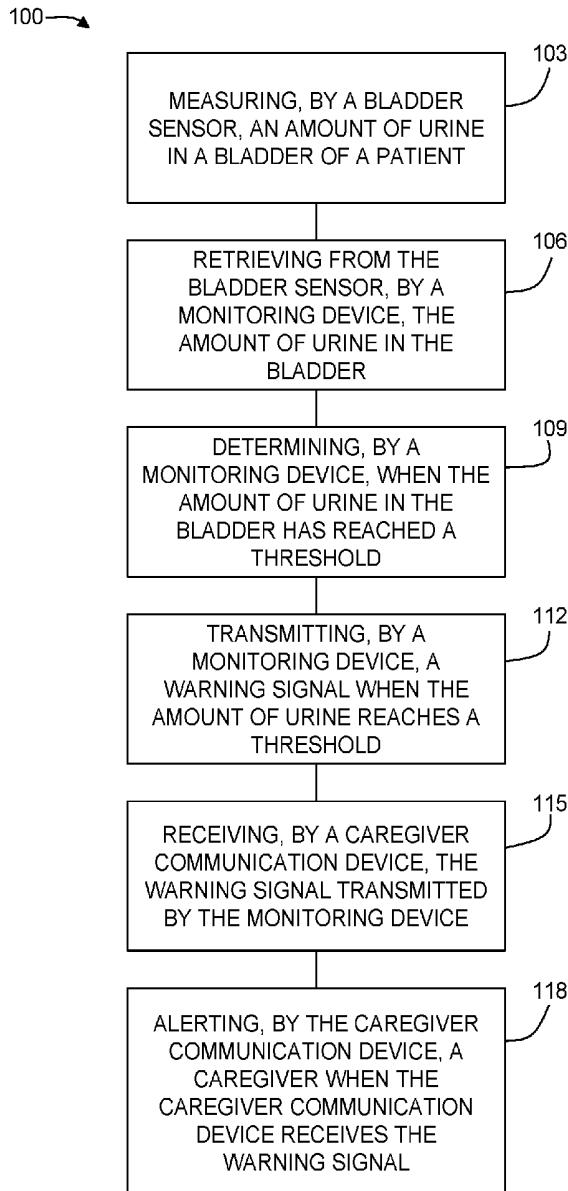 100
103
MEASURING, BY A BLADDER
SENSOR, AN AMOUNT OF URINE
IN A BLADDER OF A PATIENT
106
RETRIEVING FROM THE
BLADDER SENSOR, BY A
MONITORING DEVICE, THE
AMOUNT OF URINE IN THE
BLADDER
109
DETERMINING, BY A
MONITORING DEVICE, WHEN THE
AMOUNT OF URINE IN THE
BLADDER HAS REACHED A
THRESHOLD
112
TRANSMITTING, BY A
MONITORING DEVICE, A
WARNING SIGNAL WHEN THE
AMOUNT OF URINE REACHES A
THRESHOLD
115
RECEIVING, BY A CAREGIVER
COMMUNICATION DEVICE, THE
WARNING SIGNAL TRANSMITTED
BY THE MONITORING DEVICE
118
ALERTING, BY THE CAREGIVER
COMMUNICATION DEVICE, A
CAREGIVER WHEN THE
CAREGIVER COMMUNICATION
DEVICE RECEIVES THE
WARNING SIGNAL